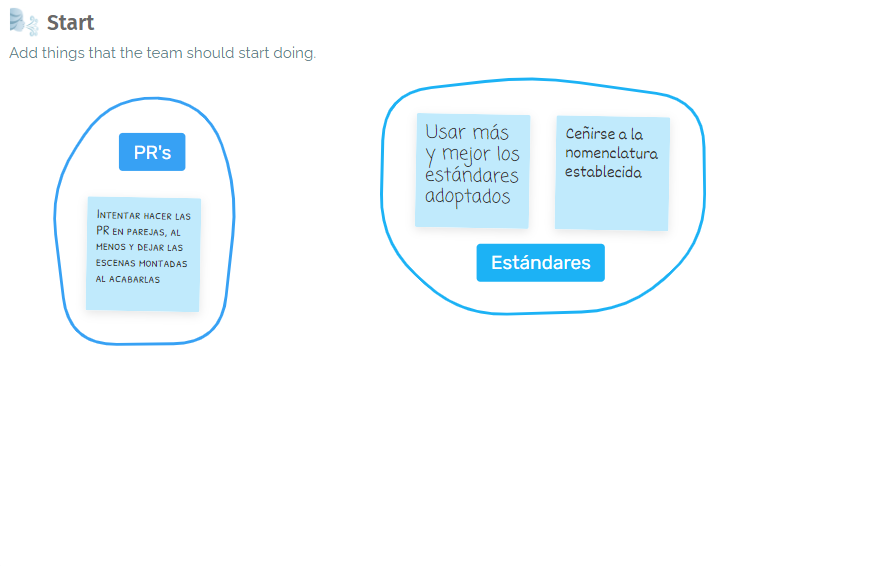 Start
Add things that the team should start doing.
PR's
INTENTAR HACER LAS
PR EN PAREJAS, AL
MENOS Y DEJAR LAS
ESCENAS MONTADAS
AL ACABARLAS
Usar más
y mejor los
estándares
adoptados
Ceñirse a la
nomenclatura
establecida
Estándares